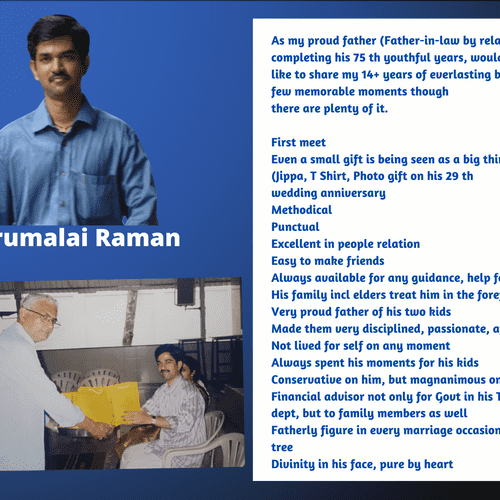 rumalai Raman
As my proud father (Father-in-law by rela
completing his 75 th youthful years, would
like to share my 14+ years of everlasting b
few memorable moments though
there are plenty of it.
First meet
Even a small gift is being seen as a big thin
(Jippa, T Shirt, Photo gift on his 29 th
wedding anniversary
Methodical
Punctual
Excellent in people relation
Easy to make friends
Always available for any guidance, help fo
His family incl elders treat him in the fore
Very proud father of his two kids
Made them very disciplined, passionate, a
Not lived for self on any moment
Always spent his moments for his kids
Conservative on him, but magnanimous on
Financial advisor not only for Govt in his T
dept, but to family members as well
Fatherly figure in every marriage occasion
tree
Divinity in his face, pure by heart